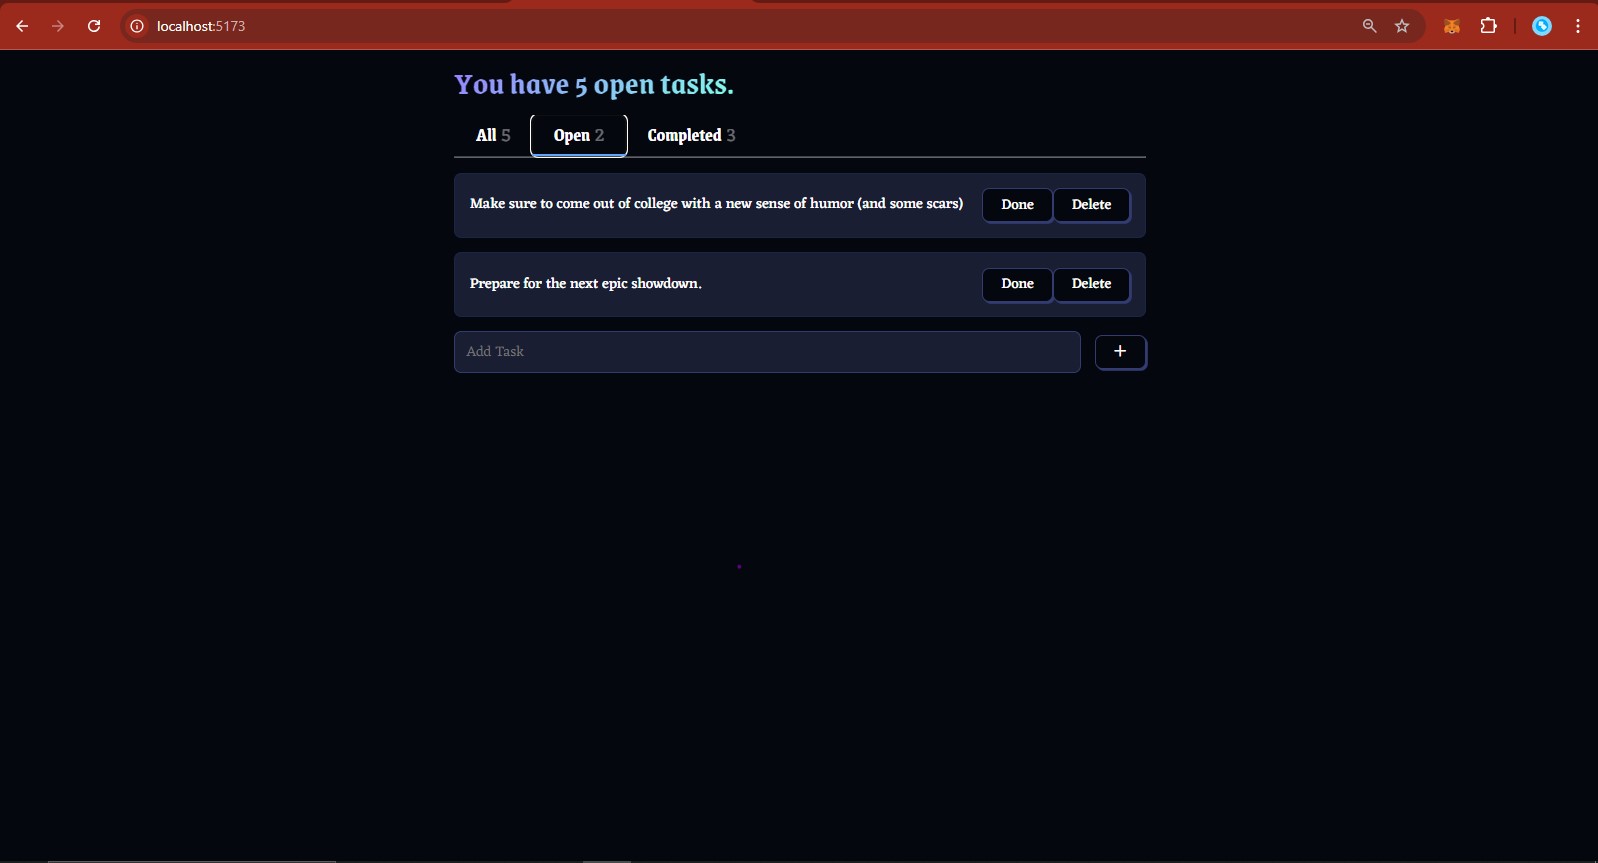 localhost:5173
You have 5 open tasks.
All 5 Open 2 Completed 3
Make sure to come out of college with a new sense of humor (and some scars) Done Delete
Prepare for the next epic showdown. Done Delete
Add Task +